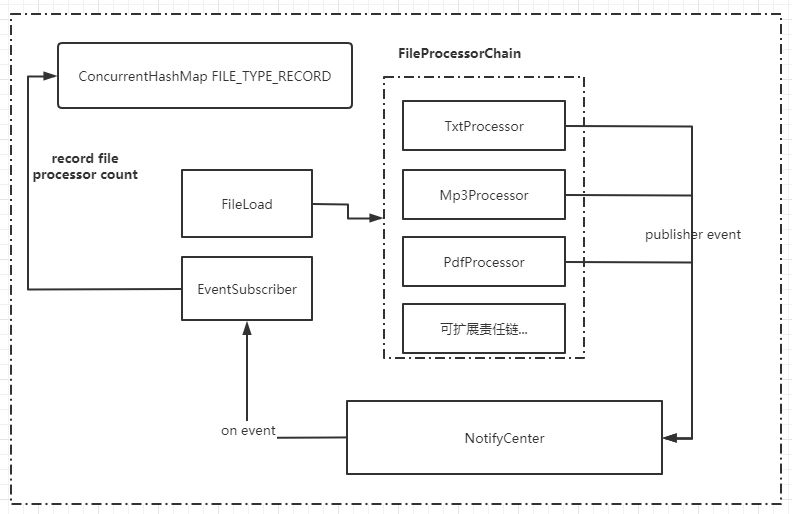 FileProcessorChain
ConcurrentHashMap FILE_TYPE_RECORD
TxtProcessor
record file
processor count
Mp3Processor
FileLoad
publisher event
PdfProcessor
EventSubscriber
可扩展责任链...
on event
NotifyCenter